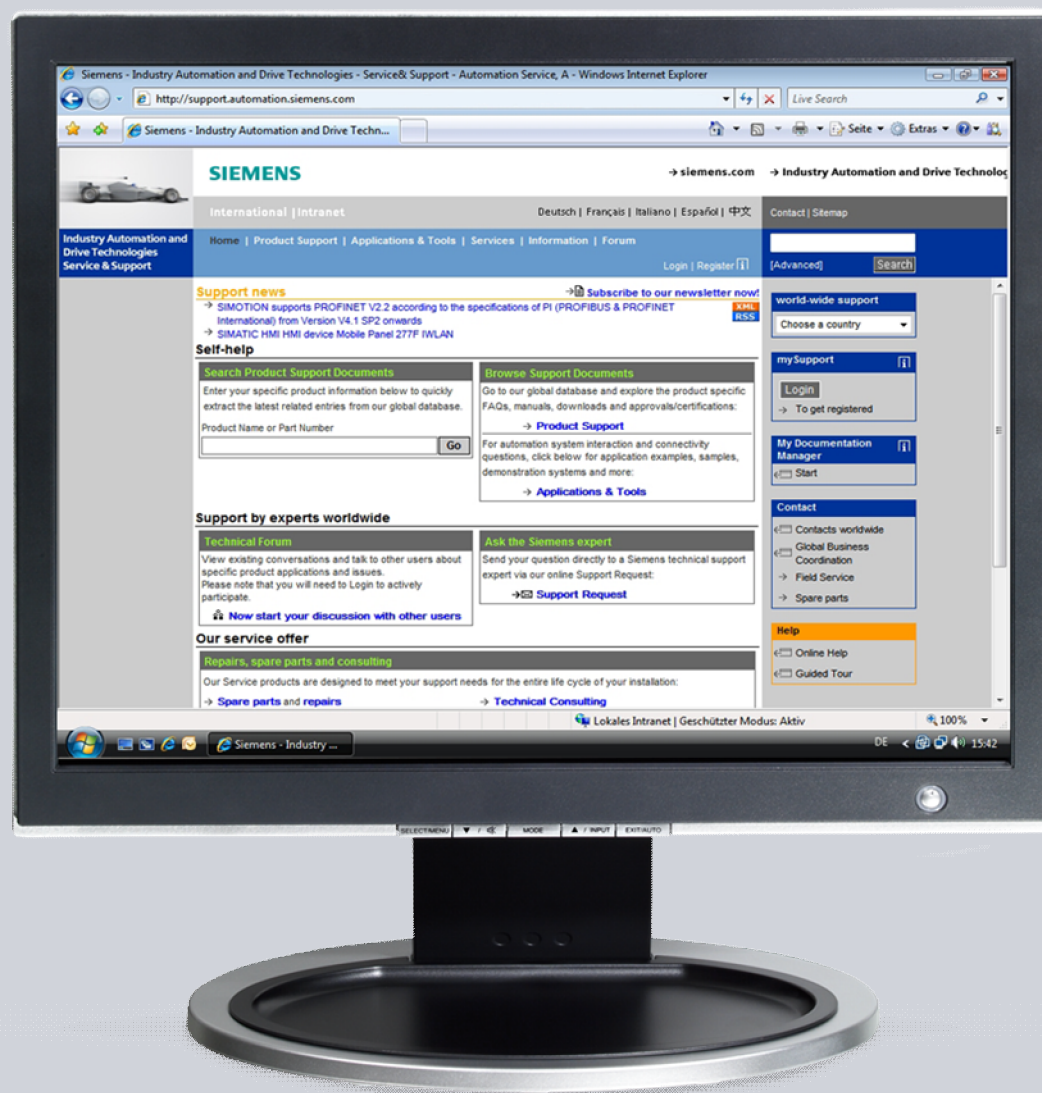 Siemens - Industry Automation and Drive Technologies - Service& Support - Automation Service, A - Windows Internet Explorer
http://support.automation.siemens.com
Live Search
Siemens - Industry Automation and Drive Techn...
Seite
Extras
SIEMENS
→ siemens.com → Industry Automation and Drive Technolog
International |Intranet
Deutsch | Français | Italiano | Español | 中文
Contact | Sitemap
Industry Automation and
Drive Technologies
Service & Support
Home | Product Support | Applications & Tools | Services | Information | Forum
Login | Register
[Advanced] Search
Support news
→ Subscribe to our newsletter now!
→ SIMOTION supports PROFINET V2.2 according to the specifications of PI (PROFIBUS & PROFINET
International) from Version V4.1 SP2 onwards
→ SIMATIC HMI HMI device Mobile Panel 277F IWLAN
XML
RSS
Self-help
Search Product Support Documents
Enter your specific product information below to quickly
extract the latest related entries from our global database.
Product Name or Part Number
Go
Browse Support Documents
Go to our global database and explore the product specific
FAQs, manuals, downloads and approvals/certifications:
→ Product Support
For automation system interaction and connectivity
questions, click below for application examples, samples,
demonstration systems and more:
→ Applications & Tools
Support by experts worldwide
Technical Forum
View existing conversations and talk to other users about
specific product applications and issues.
Please note that you will need to Login to actively
participate.
Now start your discussion with other users
Ask the Siemens expert
Send your question directly to a Siemens technical support
expert via our online Support Request:
→ Support Request
Our service offer
Repairs, spare parts and consulting
Our Service products are designed to meet your support needs for the entire life cycle of your installation:
→ Spare parts and repairs
→ Technical Consulting
world-wide support
Choose a country
mySupport
Login
→ To get registered
My Documentation
Manager
Start
Contact
Contacts worldwide
Global Business
Coordination
→ Field Service
→ Spare parts
Help
Online Help
Guided Tour
Lokales Intranet | Geschützter Modus: Aktiv
100%
Siemens - Industry ...
DE
15:42
SELECT/MENU ▼ / MODE ▲ / INPUT EXIT/AUTO